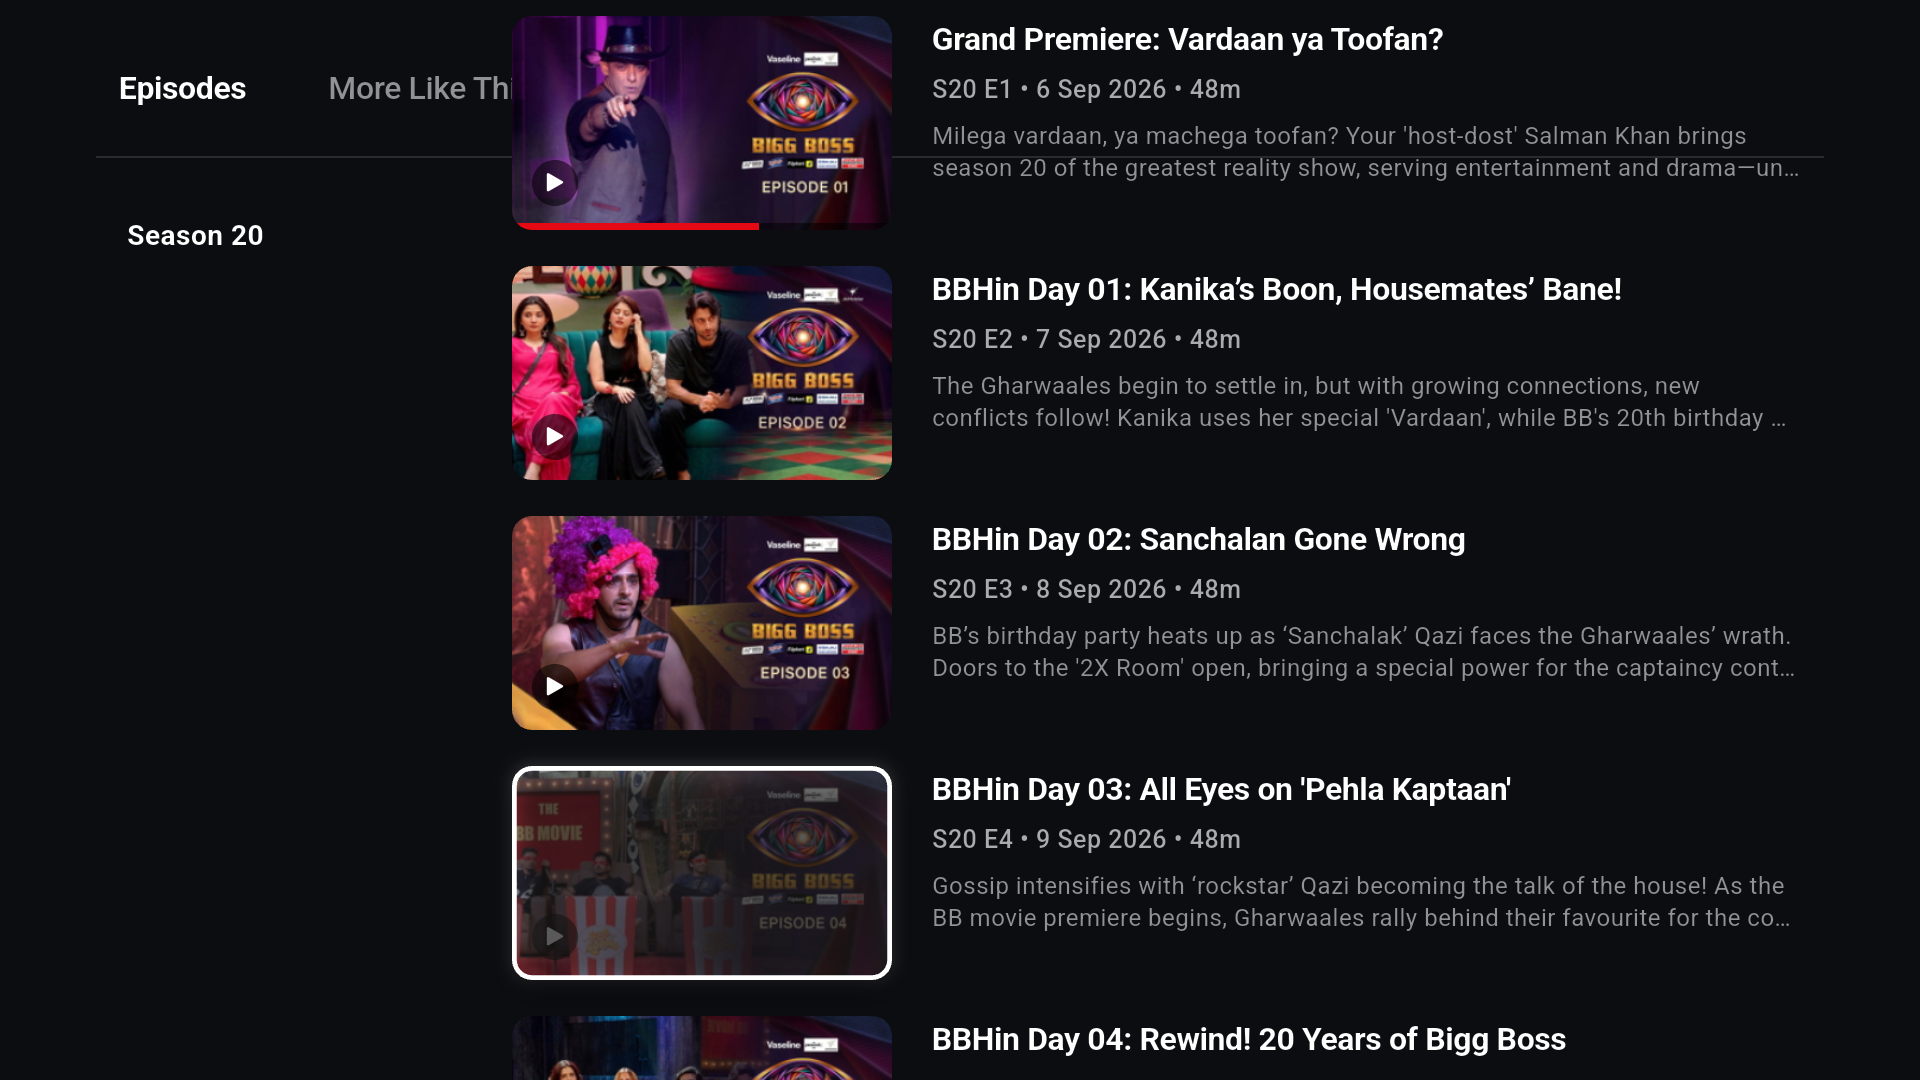 Episodes
More Like Thi
Season 20
Vaseline
BIGG BOSS
EPISODE 01
Grand Premiere: Vardaan ya Toofan?
S20 E1 • 6 Sep 2026 • 48m
Milega vardaan, ya machega toofan? Your 'host-dost' Salman Khan brings
season 20 of the greatest reality show, serving entertainment and drama—un…
Vaseline
BIGG BOSS
EPISODE 02
BBHin Day 01: Kanika’s Boon, Housemates’ Bane!
S20 E2 • 7 Sep 2026 • 48m
The Gharwaales begin to settle in, but with growing connections, new
conflicts follow! Kanika uses her special 'Vardaan', while BB's 20th birthday …
Vaseline
BIGG BOSS
EPISODE 03
BBHin Day 02: Sanchalan Gone Wrong
S20 E3 • 8 Sep 2026 • 48m
BB’s birthday party heats up as ‘Sanchalak’ Qazi faces the Gharwaales’ wrath.
Doors to the '2X Room' open, bringing a special power for the captaincy cont…
THE
BB MOVIE
Vaseline
BIGG BOSS
EPISODE 04
BBHin Day 03: All Eyes on 'Pehla Kaptaan'
S20 E4 • 9 Sep 2026 • 48m
Gossip intensifies with ‘rockstar’ Qazi becoming the talk of the house! As the
BB movie premiere begins, Gharwaales rally behind their favourite for the co…
Vaseline
BBHin Day 04: Rewind! 20 Years of Bigg Boss